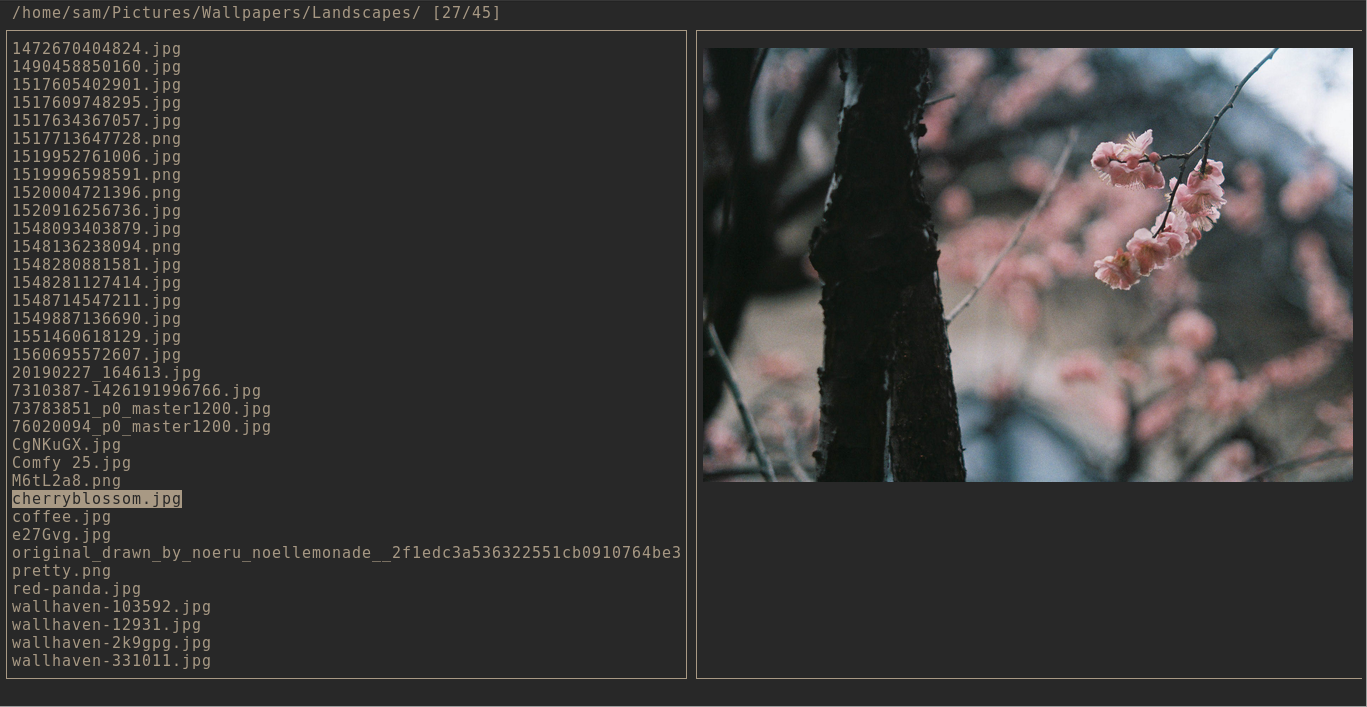 /home/sam/Pictures/Wallpapers/Landscapes/ [27/45]
1472670404824.jpg
1490458850160.jpg
1517605402901.jpg
1517609748295.jpg
1517634367057.jpg
1517713647728.png
1519952761006.jpg
1519996598591.png
1520004721396.png
1520916256736.jpg
1548093403879.jpg
1548136238094.png
1548280881581.jpg
1548281127414.jpg
1548714547211.jpg
1549887136690.jpg
1551460618129.jpg
1560695572607.jpg
20190227_164613.jpg
7310387-1426191996766.jpg
73783851_p0_master1200.jpg
76020094_p0_master1200.jpg
CgNKuGX.jpg
Comfy 25.jpg
M6tL2a8.png
cherryblossom.jpg
coffee.jpg
e27Gvg.jpg
original_drawn_by_noeru_noellemonade__2f1edc3a536322551cb0910764be3
pretty.png
red-panda.jpg
wallhaven-103592.jpg
wallhaven-12931.jpg
wallhaven-2k9gpg.jpg
wallhaven-331011.jpg